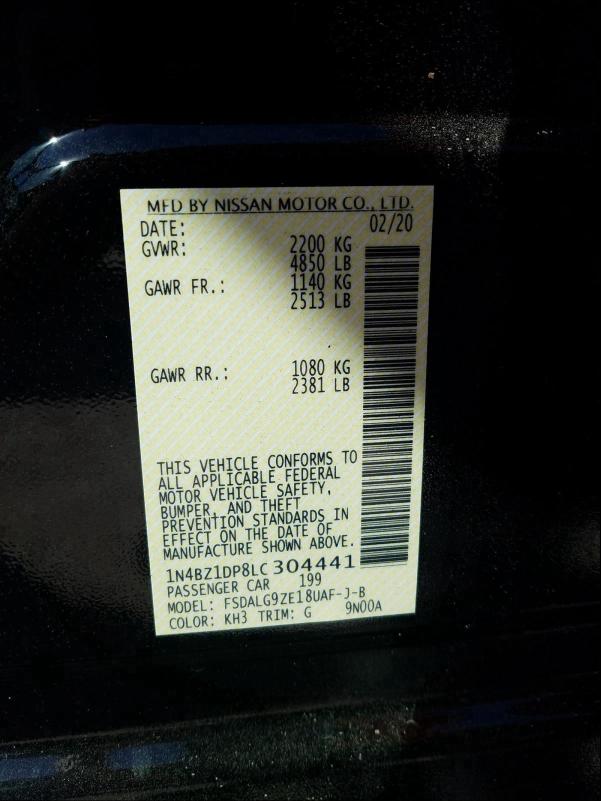 MFD BY NISSAN MOTOR CO., LTD.
DATE: 02/20
GVWR: 2200 KG
4850 LB
GAWR FR.: 1140 KG
2513 LB
GAWR RR.: 1080 KG
2381 LB
THIS VEHICLE CONFORMS TO
ALL APPLICABLE FEDERAL
MOTOR VEHICLE SAFETY,
BUMPER, AND THEFT
PREVENTION STANDARDS IN
EFFECT ON THE DATE OF
MANUFACTURE SHOWN ABOVE.
1N4BZ1DP8LC304441
PASSENGER CAR 199
MODEL: FSDALG9ZE18UAF-J-B
COLOR: KH3 TRIM: G 9N00A